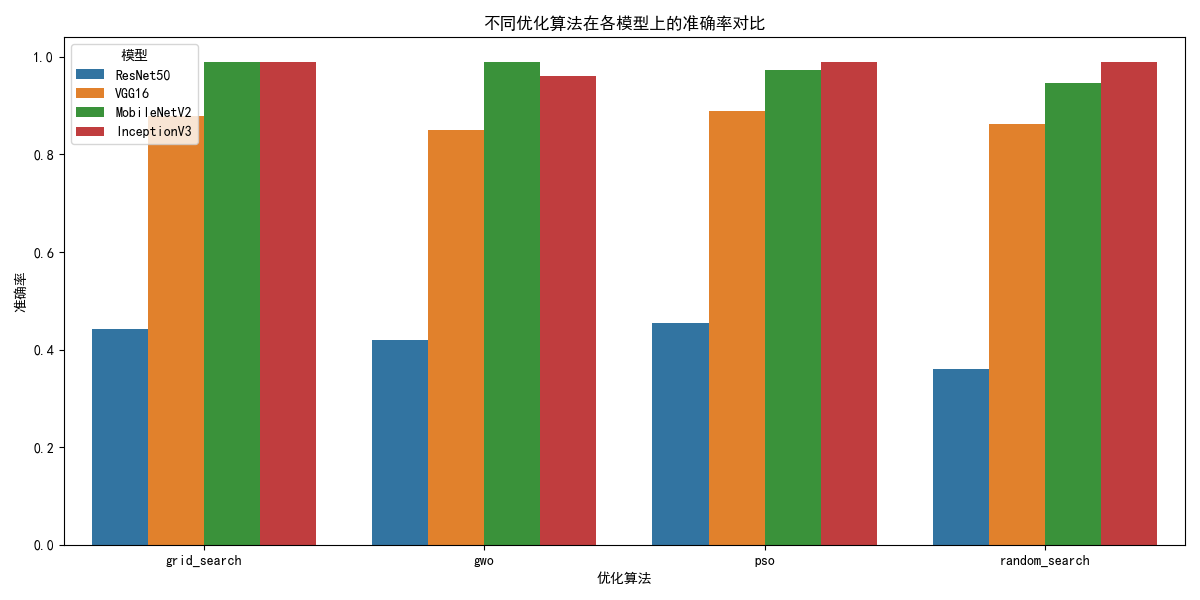 不同优化算法在各模型上的准确率对比
模型
ResNet50
VGG16
MobileNetV2
InceptionV3
1.0
0.8
0.6
0.4
0.2
0.0
准确率
grid_search
gwo
pso
random_search
优化算法